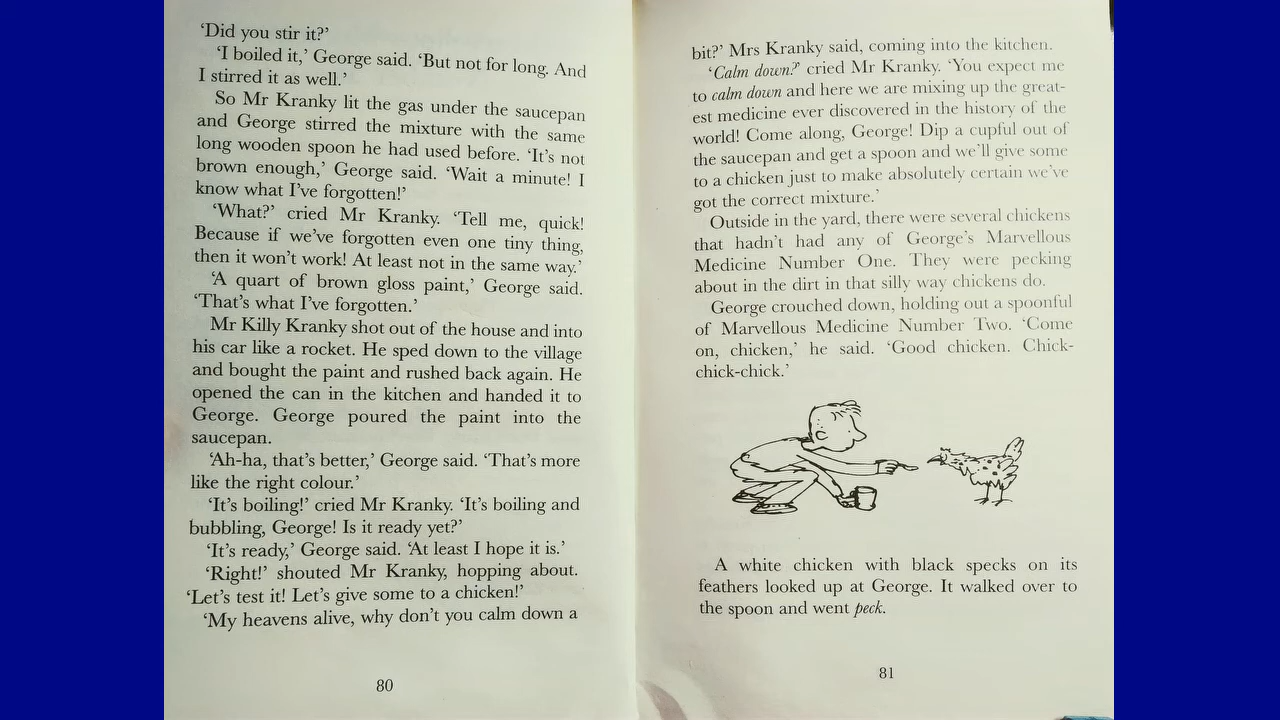 ‘Did you stir it?’
‘I boiled it,’ George said. ‘But not for long. And
I stirred it as well.’
So Mr Kranky lit the gas under the saucepan
and George stirred the mixture with the same
long wooden spoon he had used before. ‘It’s not
brown enough,’ George said. ‘Wait a minute! I
know what I’ve forgotten!’
‘What?’ cried Mr Kranky. ‘Tell me, quick!
Because if we’ve forgotten even one tiny thing,
then it won’t work! At least not in the same way.’
‘A quart of brown gloss paint,’ George said.
‘That’s what I’ve forgotten.’
Mr Killy Kranky shot out of the house and into
his car like a rocket. He sped down to the village
and bought the paint and rushed back again. He
opened the can in the kitchen and handed it to
George. George poured the paint into the
saucepan.
‘Ah-ha, that’s better,’ George said. ‘That’s more
like the right colour.’
‘It’s boiling!’ cried Mr Kranky. ‘It’s boiling and
bubbling, George! Is it ready yet?’
‘It’s ready,’ George said. ‘At least I hope it is.’
‘Right!’ shouted Mr Kranky, hopping about.
‘Let’s test it! Let’s give some to a chicken!’
‘My heavens alive, why don’t you calm down a
80
bit?’ Mrs Kranky said, coming into the kitchen.
‘Calm down?’ cried Mr Kranky. ‘You expect me
to calm down and here we are mixing up the great-
est medicine ever discovered in the history of the
world! Come along, George! Dip a cupful out of
the saucepan and get a spoon and we’ll give some
to a chicken just to make absolutely certain we’ve
got the correct mixture.’
Outside in the yard, there were several chickens
that hadn’t had any of George’s Marvellous
Medicine Number One. They were pecking
about in the dirt in that silly way chickens do.
George crouched down, holding out a spoonful
of Marvellous Medicine Number Two. ‘Come
on, chicken,’ he said. ‘Good chicken. Chick-
chick-chick.’
A white chicken with black specks on its
feathers looked up at George. It walked over to
the spoon and went peck.
81